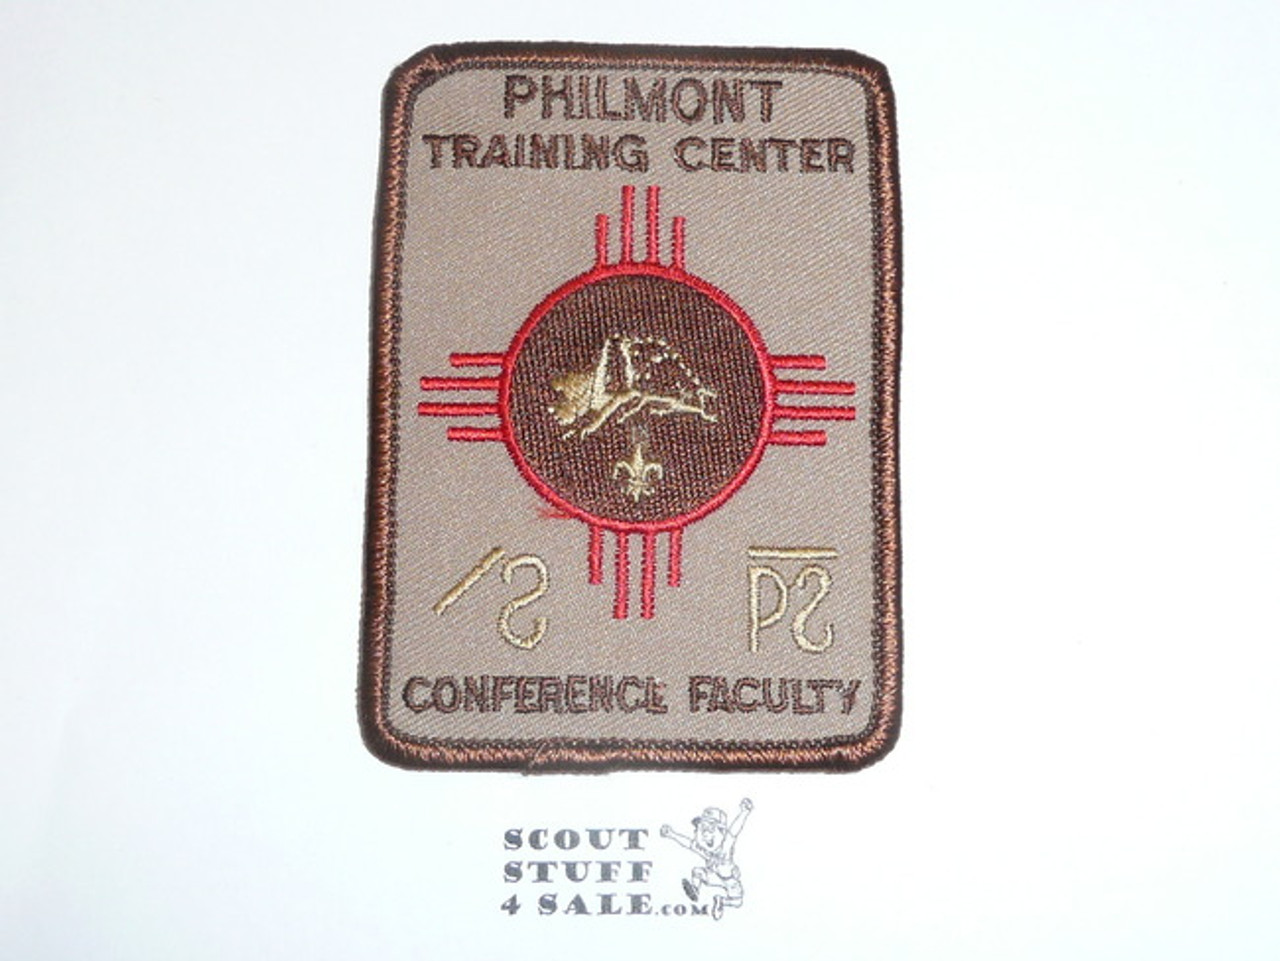 PHILMONT
TRAINING CENTER
CONFERENCE FACULTY
SCOUT
STUFF
4 SALE.COM